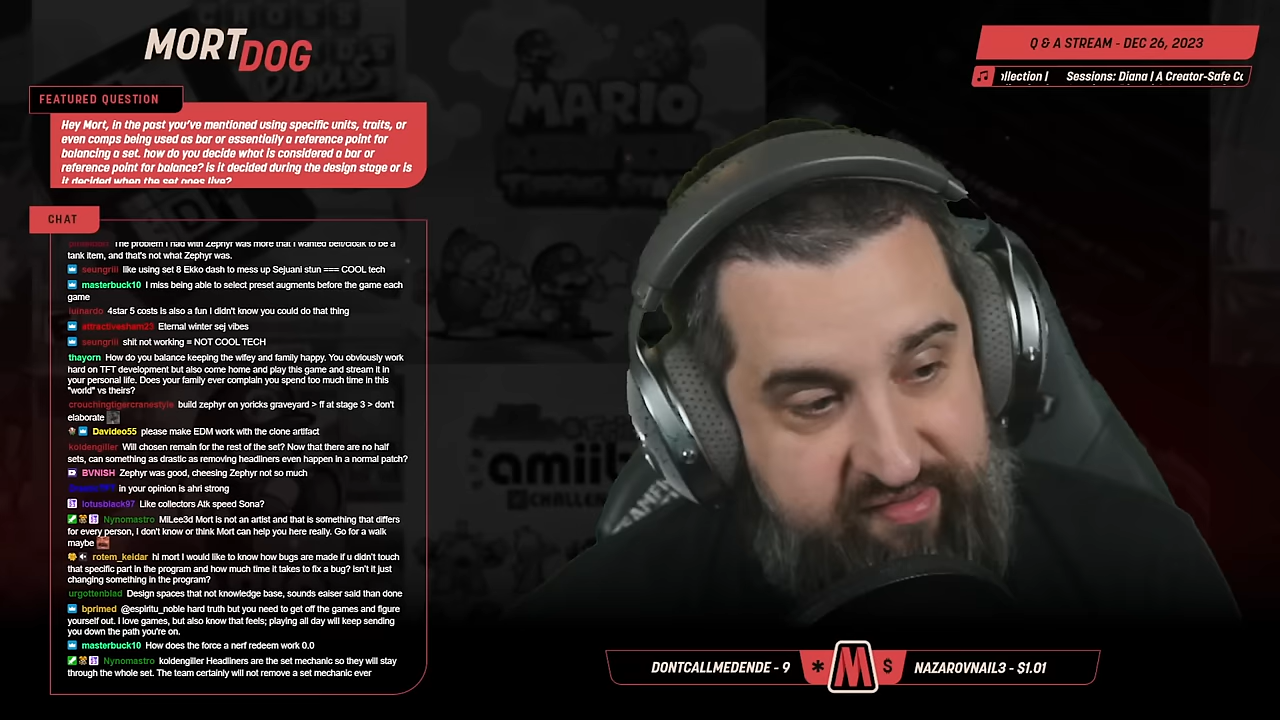 MORTDOG
Q & A STREAM - DEC 26, 2023
ollection | Sessions: Diana | A Creator-Safe Co
FEATURED QUESTION
Hey Mort, in the past you've mentioned using specific units, traits, or
even comps being used as bar or essentially a reference point for
balancing a set. how do you decide what is considered a bar or
reference point for balance? Is it decided during the design stage or is
it decided when the set goes live?
CHAT
The problem I had with Zephyr was more that I wanted belt/cloak to be a
tank item, and that's not what Zephyr was.
seungriii like using set 8 Ekko dash to mess up Sejuani stun === COOL tech
masterbuck10 I miss being able to select preset augments before the game each
game
luinardo 4star 5 costs is also a fun I didn't know you could do that thing
attractivesham23 Eternal winter sej vibes
seungriii shit not working = NOT COOL TECH
thayorn How do you balance keeping the wifey and family happy. You obviously work
hard on TFT development but also come home and play this game and stream it in
your personal life. Does your family ever complain you spend too much time in this
"world" vs theirs?
crouchingtigercranestyle build zephyr on yoricks graveyard > ff at stage 3 > don't
elaborate
Davideo55 please make EDM work with the clone artifact
koldengiller Will chosen remain for the rest of the set? Now that there are no half
sets, can something as drastic as removing headliners even happen in a normal patch?
BVNISH Zephyr was good, cheesing Zephyr not so much
in your opinion is ahri strong
lotusblack97 Like collectors Atk speed Sona?
Nynomastro MiLee3d Mort is not an artist and that is something that differs
for every person, I don't know or think Mort can help you here really. Go for a walk
maybe
rotem_keidar hi mort I would like to know how bugs are made if u didn't touch
that specific part in the program and how much time it takes to fix a bug? isn't it just
changing something in the program?
urgottenblad Design spaces that not knowledge base, sounds easier said than done
bprimed @espiritu_noble hard truth but you need to get off the games and figure
yourself out. I love games, but also know that feels; playing all day will keep sending
you down the path you're on.
masterbuck10 How does the force a nerf redeem work 0.0
Nynomastro koldengiller Headliners are the set mechanic so they will stay
through the whole set. The team certainly will not remove a set mechanic ever
MARIO
amiib
CHALLEN
DONTCALLMEDENDE - 9
* M $
NAZAROVNAIL3 - $1.01